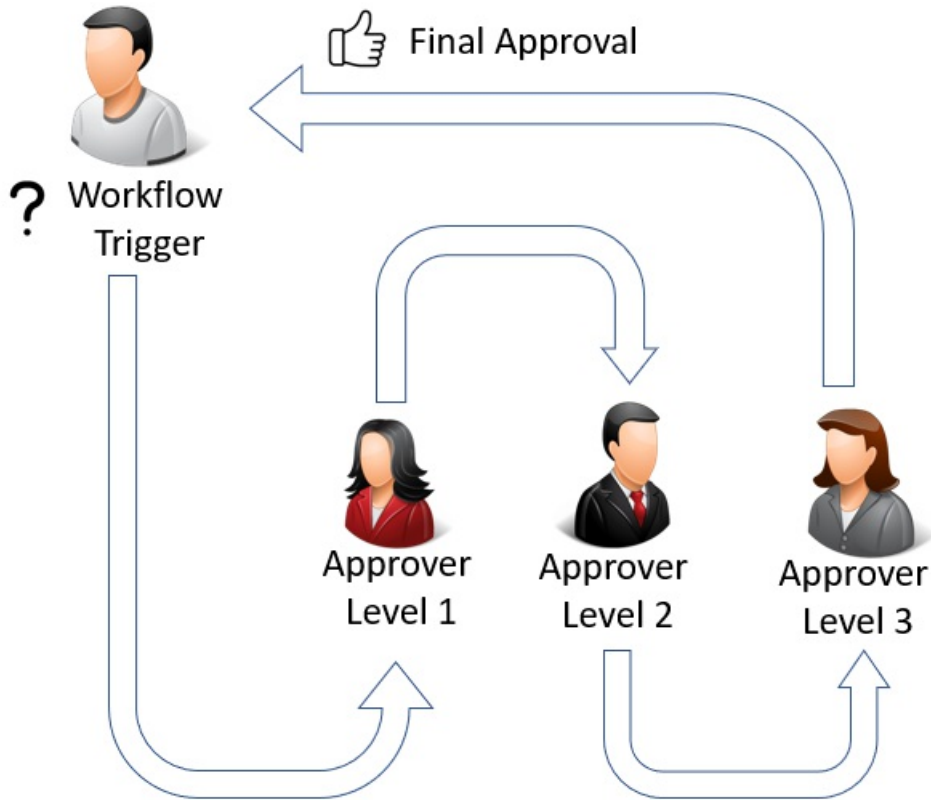 Final Approval
?
Workflow
Trigger
Approver
Level 1
Approver
Level 2
Approver
Level 3